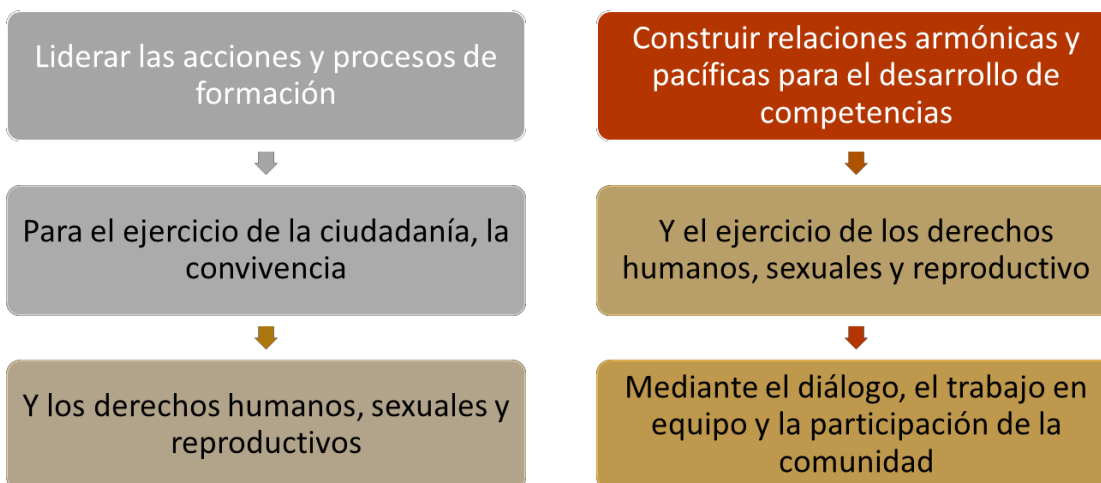 Liderar las acciones y procesos de
formación
Para el ejercicio de la ciudadanía, la
convivencia
Y los derechos humanos, sexuales y
reproductivos
Construir relaciones armónicas y
pacíficas para el desarrollo de
competencias
Y el ejercicio de los derechos
humanos, sexuales y reproductivo
Mediante el diálogo, el trabajo en
equipo y la participación de la
comunidad